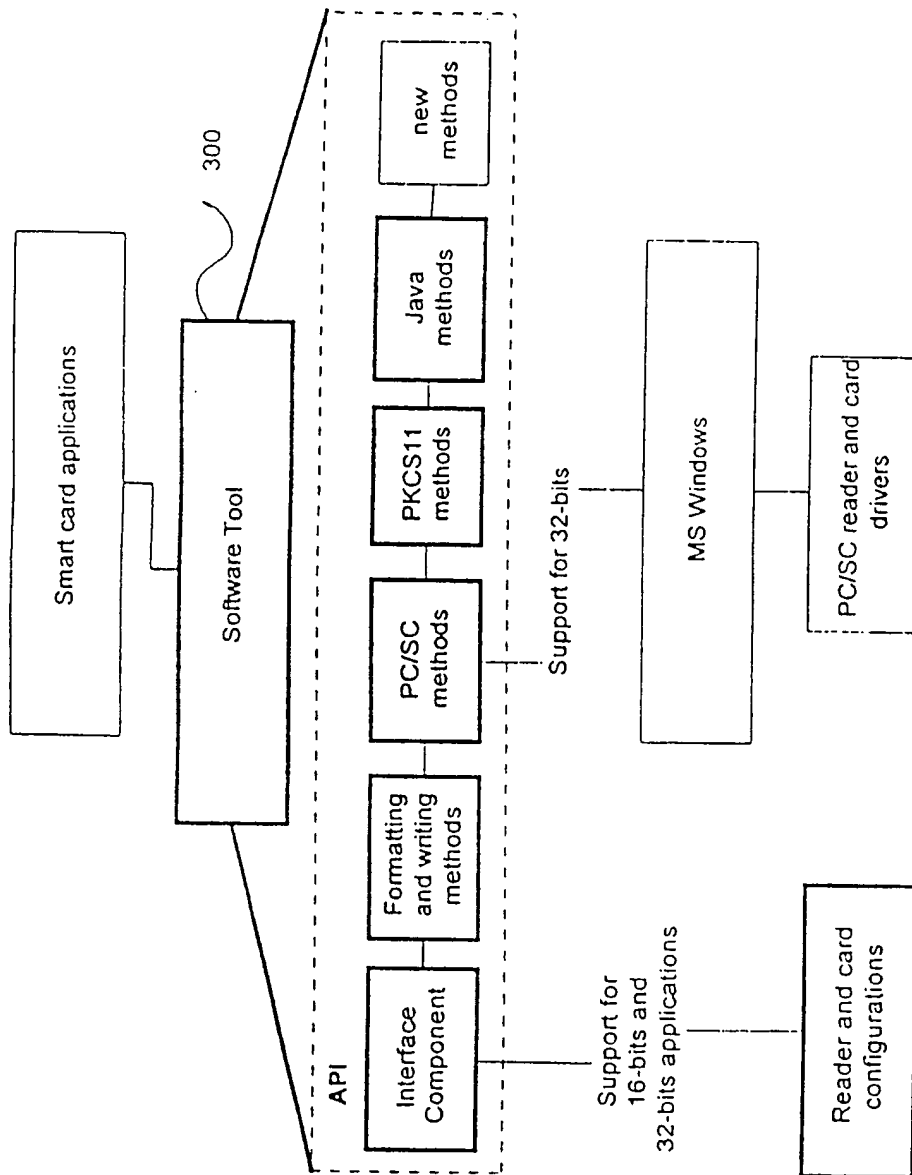 Smart card applications
300
Software Tool
API
Interface
Component
Formatting
and writing
methods
PC/SC
methods
PKCS11
methods
Java
methods
new
methods
Support for
16-bits and
32-bits applications
Support for 32-bits
MS Windows
Reader and card
configurations
PC/SC reader and card
drivers